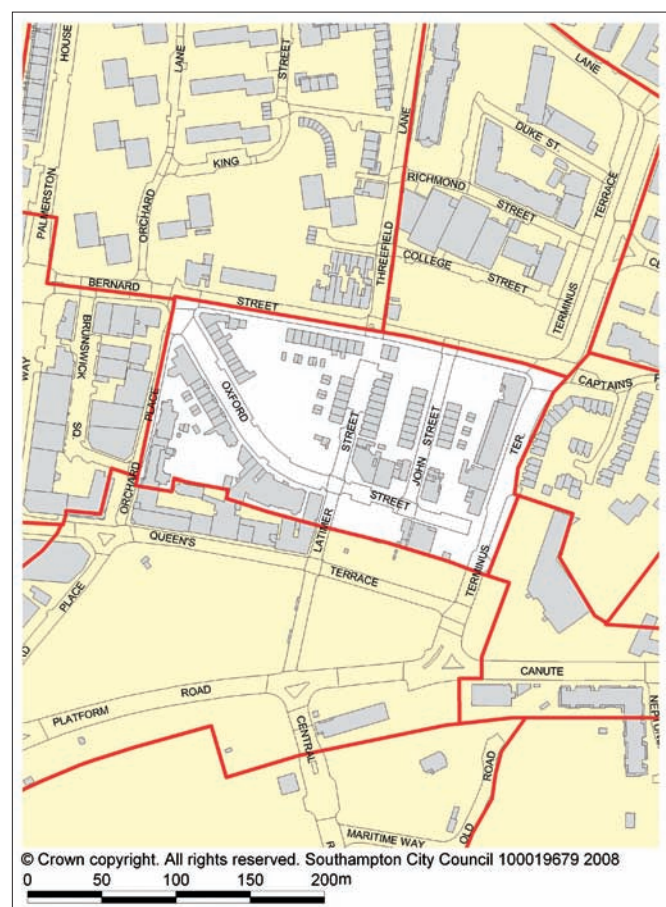 HOUSE
LANE
STREET
LANE
LANE
DUKE ST.
KING
RICHMOND
STREET
TERRACE
PALMERSTON
ORCHARD
THREEFIELD
COLLEGE
STREET
TERMINUS
BERNARD
STREET
BRUNSWICK
SQ.
WAY
PLACE
OXFORD
STREET
JOHN
STREET
CAPTAINS
TER.
ORCHARD
STREET
LATIMER
QUEEN'S
TERRACE
TERMINUS
PLACE
CANUTE
PLATFORM
ROAD
CENTRAL
NEPTUNE
ROAD
OLD
MARITIME WAY
© Crown copyright. All rights reserved. Southampton City Council 100019679 2008
0 50 100 150 200m